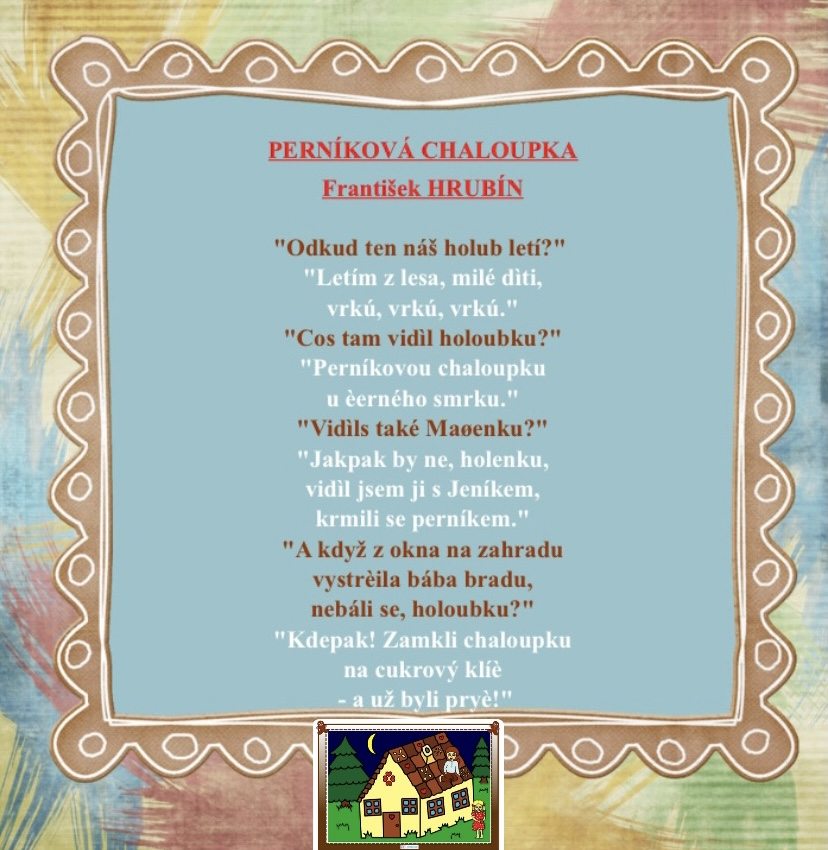 PERNÍKOVÁ CHALOUPKA
František HRUBÍN
"Odkud ten náš holub letí?"
"Letím z lesa, milé dìti,
vrkú, vrkú, vrkú."
"Cos tam vidìl holoubku?"
"Perníkovou chaloupku
u èerného smrku."
"Vidìls také Maøenku?"
"Jakpak by ne, holenku,
vidìl jsem ji s Jeníkem,
krmili se perníkem."
"A když z okna na zahradu
vystrèila bába bradu,
nebáli se, holoubku?"
"Kdepak! Zamkli chaloupku
na cukrový klíè
- a už byli pryè!"